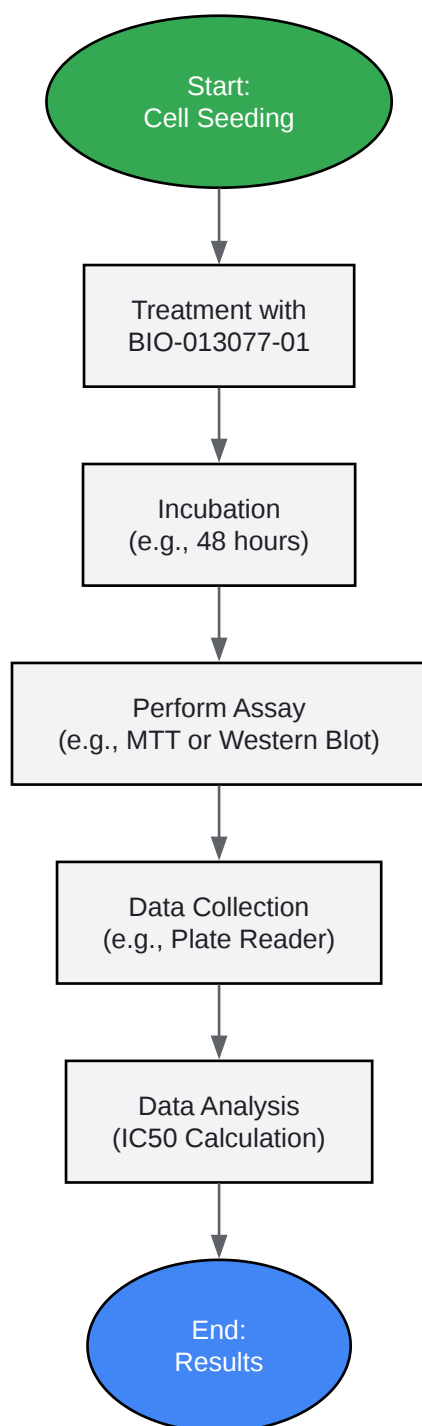 Start:
Cell Seeding
Treatment with
BIO-013077-01
Incubation
(e.g., 48 hours)
Perform Assay
(e.g., MTT or Western Blot)
Data Collection
(e.g., Plate Reader)
Data Analysis
(IC50 Calculation)
End:
Results